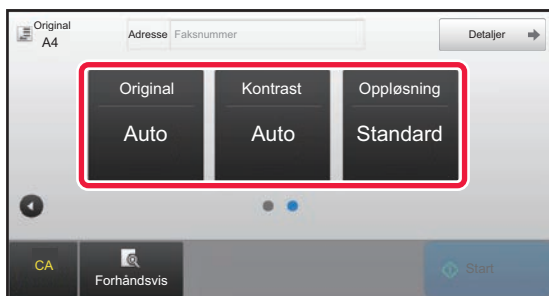 Original
A4
Adresse Faksnummer
Detaljer
Original
Kontrast
Oppløsning
Auto
Auto
Standard
CA
Forhåndsvis
Start